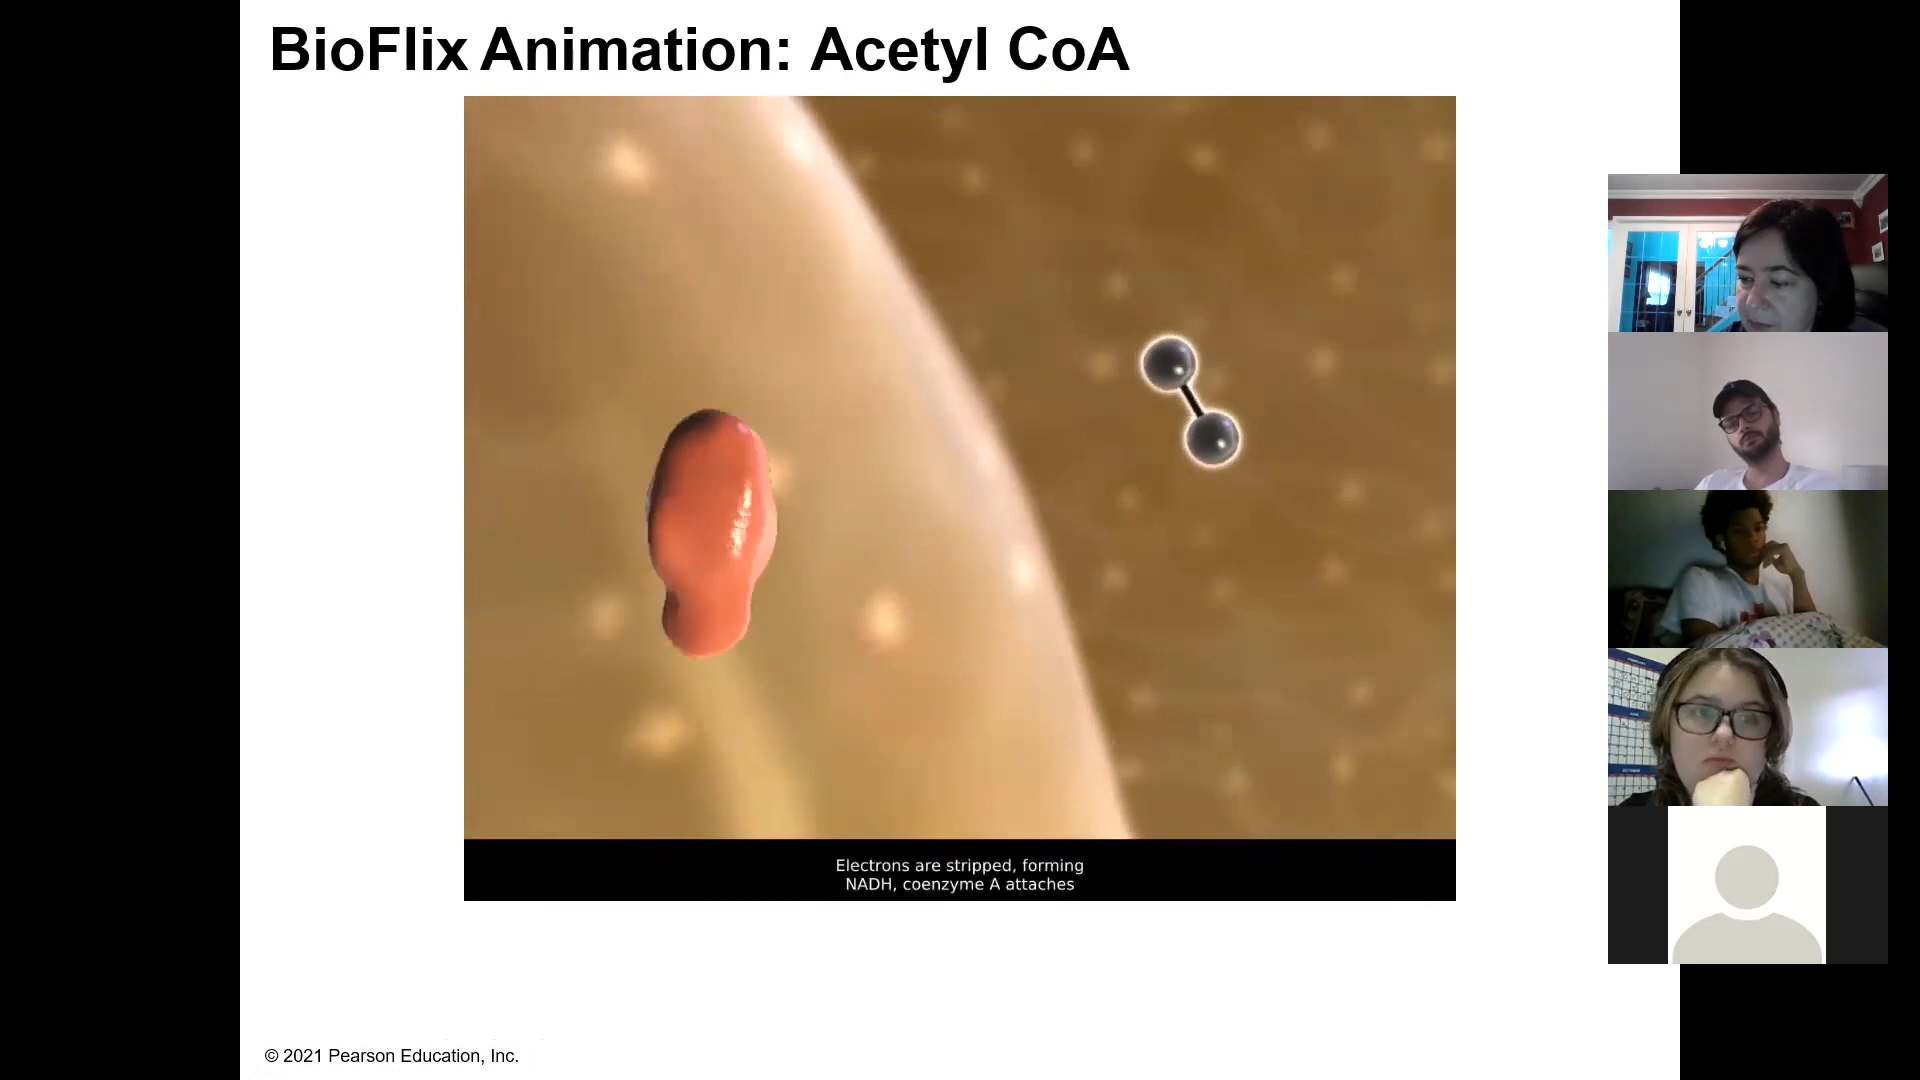 BioFlix Animation: Acetyl CoA
Electrons are stripped, forming
NADH, coenzyme A attaches
© 2021 Pearson Education, Inc.